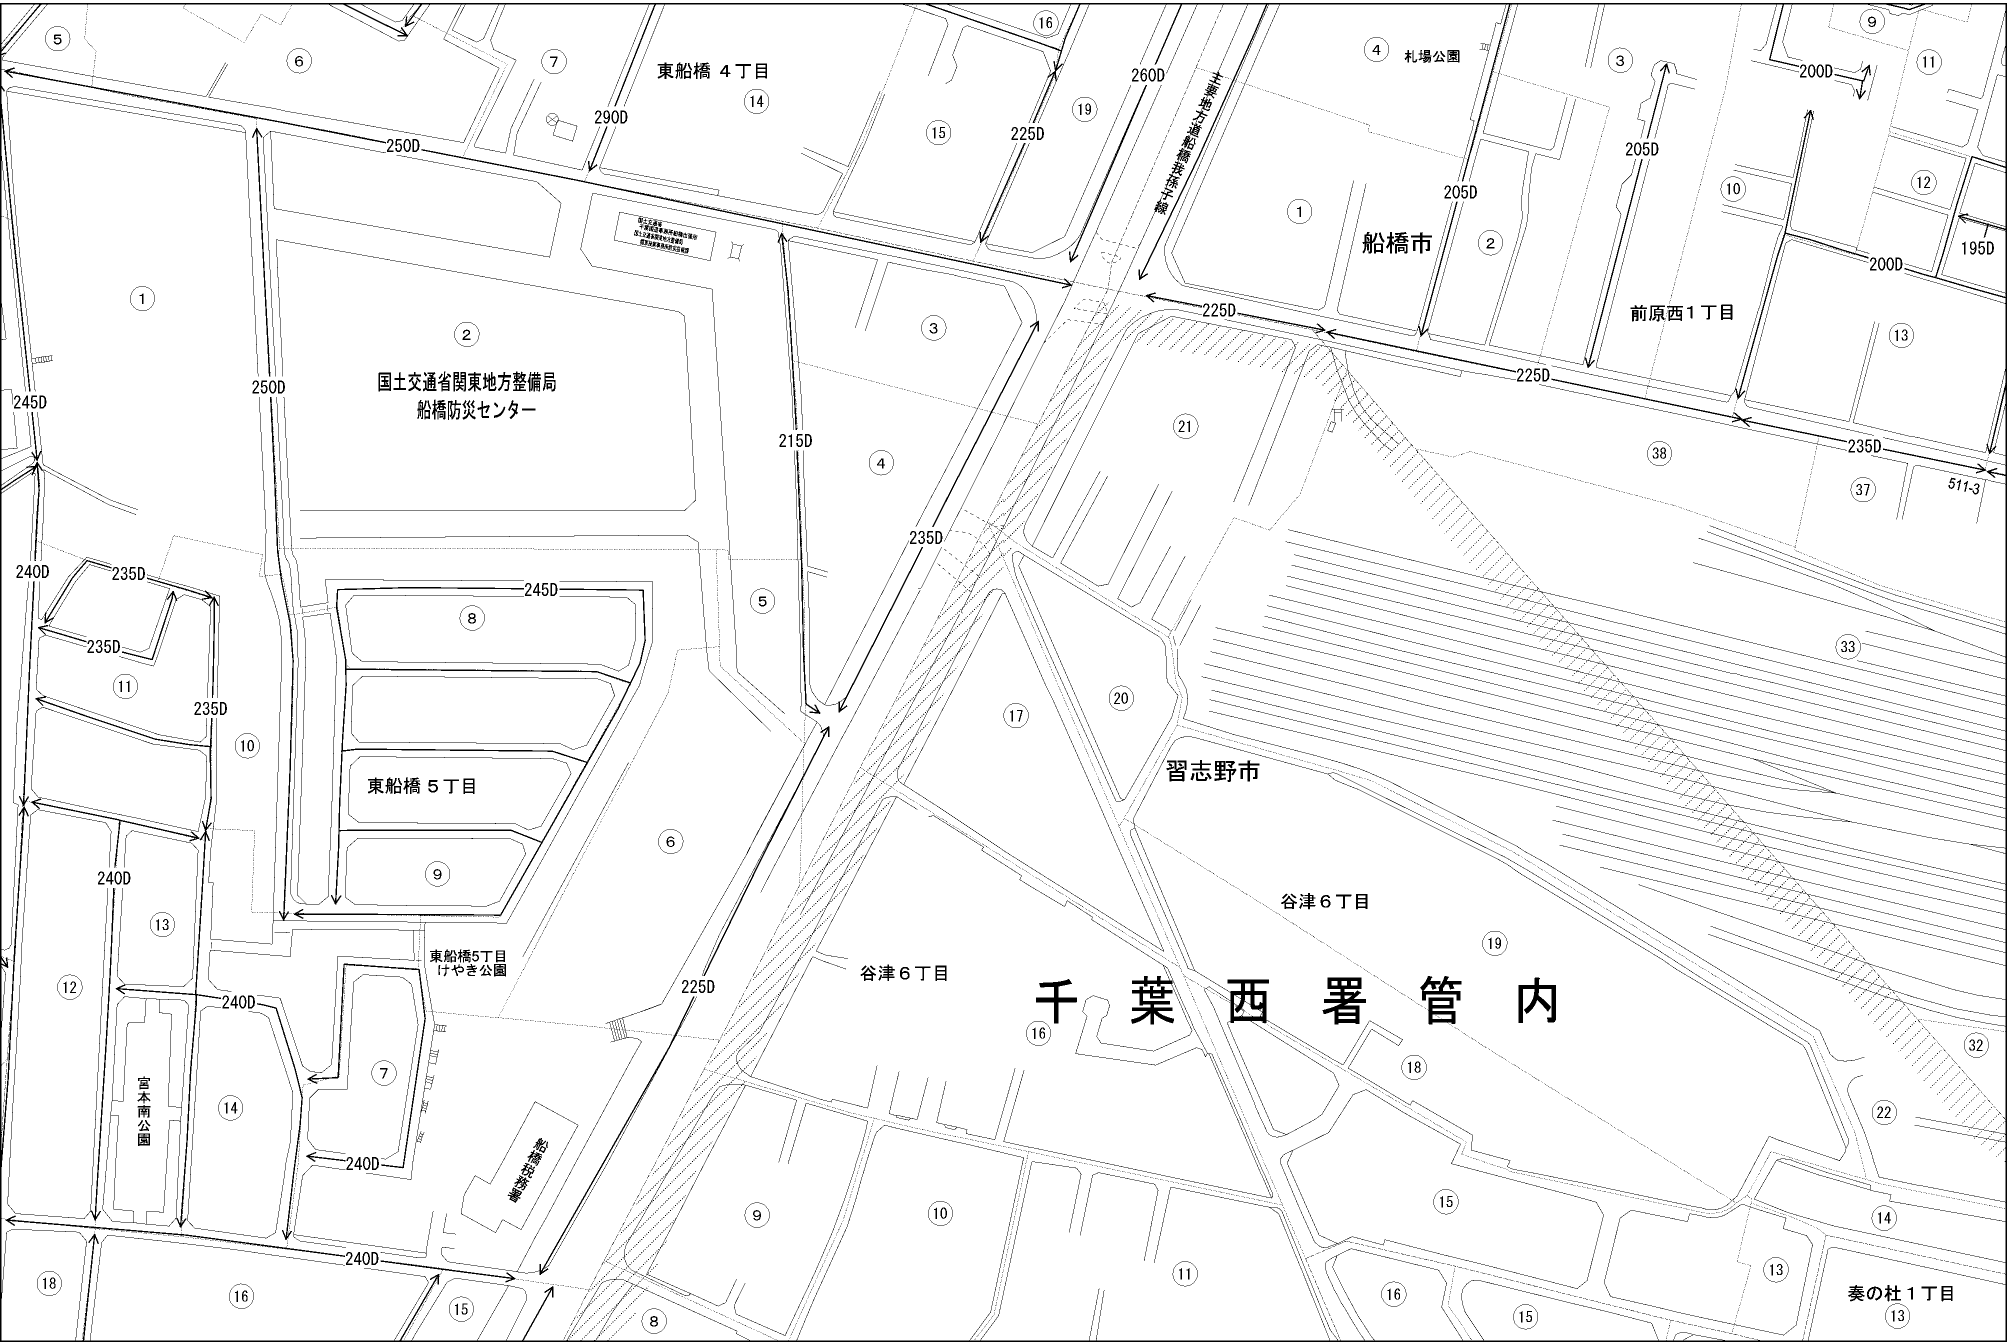 16
9
5
6
7
東船橋 4丁目
14
290D
260D
4
札場公園
3
200D
11
19
15
225D
250D
主要地方道船橋我孫子線
205D
205D
10
12
1
船橋市
2
195D
200D
1
225D
前原西1丁目
3
2
13
国土交通省関東地方整備局
船橋防災センター
250D
245D
225D
215D
21
4
38
235D
37
511-3
235D
240D
235D
245D
5
8
33
235D
11
20
17
235D
10
習志野市
東船橋 5丁目
6
9
240D
谷津6丁目
13
19
東船橋5丁目
けやき公園
谷津6丁目
12
225D
240D
千葉西署管内
16
32
18
7
宮本南公園
14
22
240D
船橋税務署
15
9
10
14
240D
18
16
15
11
13
16
奏の杜1丁目
8
15
13